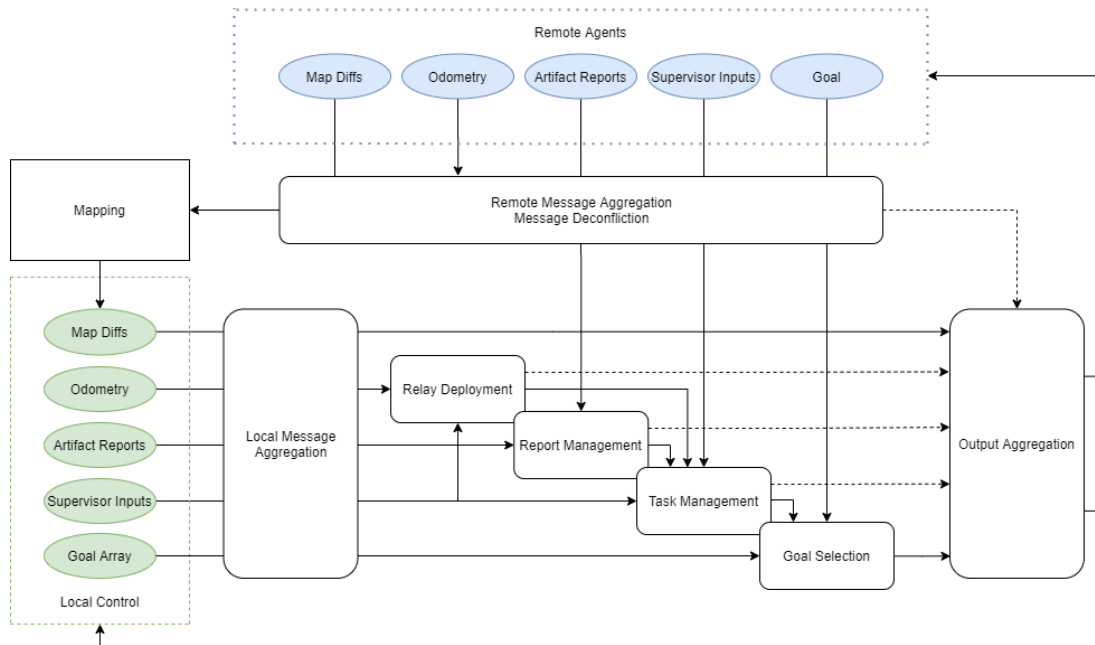 Remote Agents
Map Diffs
Odometry
Artifact Reports
Supervisor Inputs
Goal
Mapping
Remote Message Aggregation
Message Deconfliction
Map Diffs
Odometry
Artifact Reports
Supervisor Inputs
Goal Array
Local Control
Local Message
Aggregation
Relay Deployment
Report Management
Task Management
Goal Selection
Output Aggregation